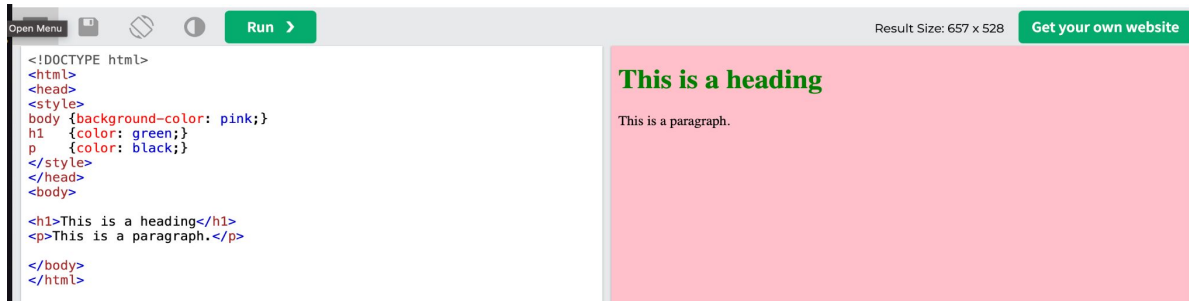 Open Menu
Run ❯
Result Size: 657 x 528
Get your own website
<!DOCTYPE html>
<html>
<head>
<style>
body {background-color: pink;}
h1   {color: green;}
p    {color: black;}
</style>
</head>
<body>
<h1>This is a heading</h1>
<p>This is a paragraph.</p>
</body>
</html>
This is a heading
This is a paragraph.